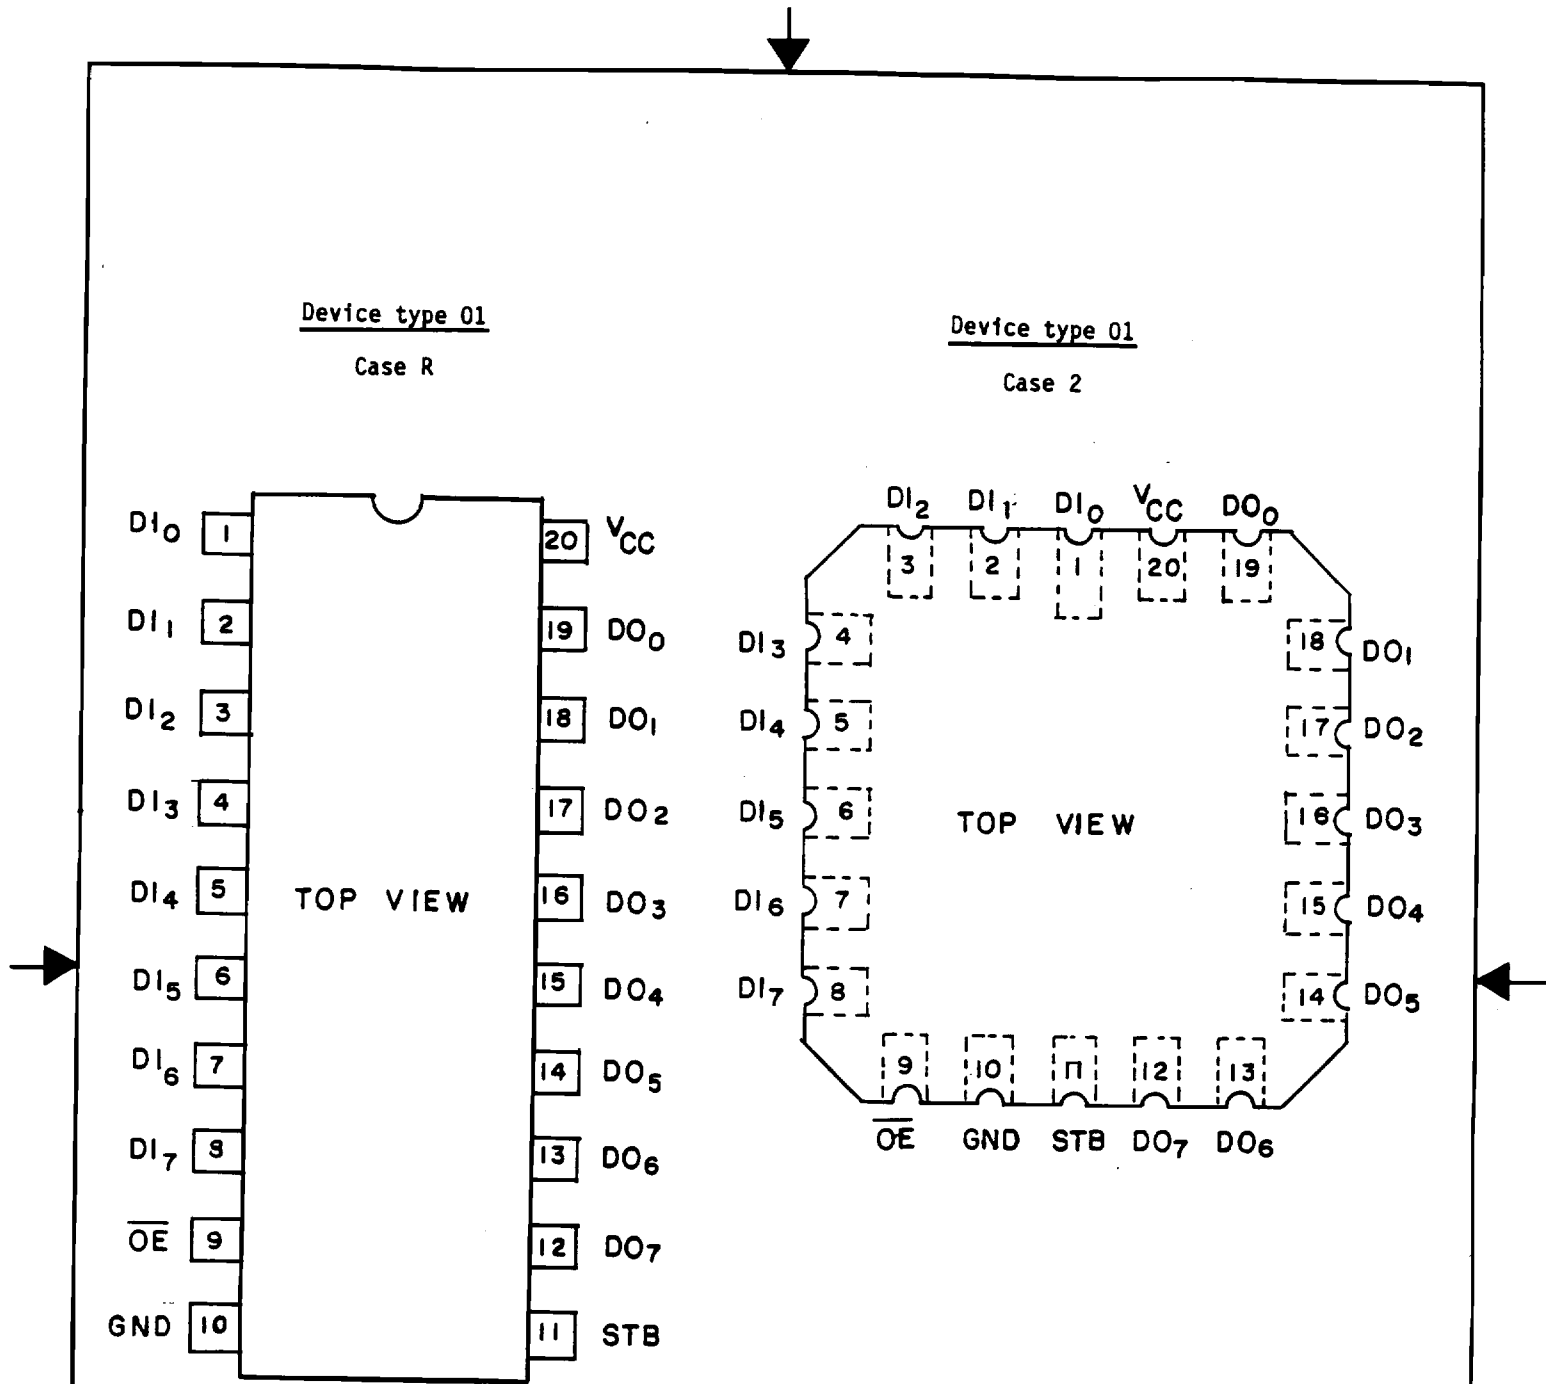 Device type 01
Case R
DI0 1
20 VCC
DI1 2
19 DO0
DI2 3
18 DO1
DI3 4
17 DO2
DI4 5
TOP VIEW
16 DO3
DI5 6
15 DO4
DI6 7
14 DO5
DI7 8
13 DO6
OE 9
12 DO7
GND 10
11 STB
Device type 01
Case 2
DI2 DI1 DI0 VCC DO0
3 2 1 20 19
DI3 4
18 DO1
DI4 5
17 DO2
DI5 6
TOP VIEW
16 DO3
DI6 7
15 DO4
DI7 8
14 DO5
9 10 11 12 13
OE GND STB DO7 DO6